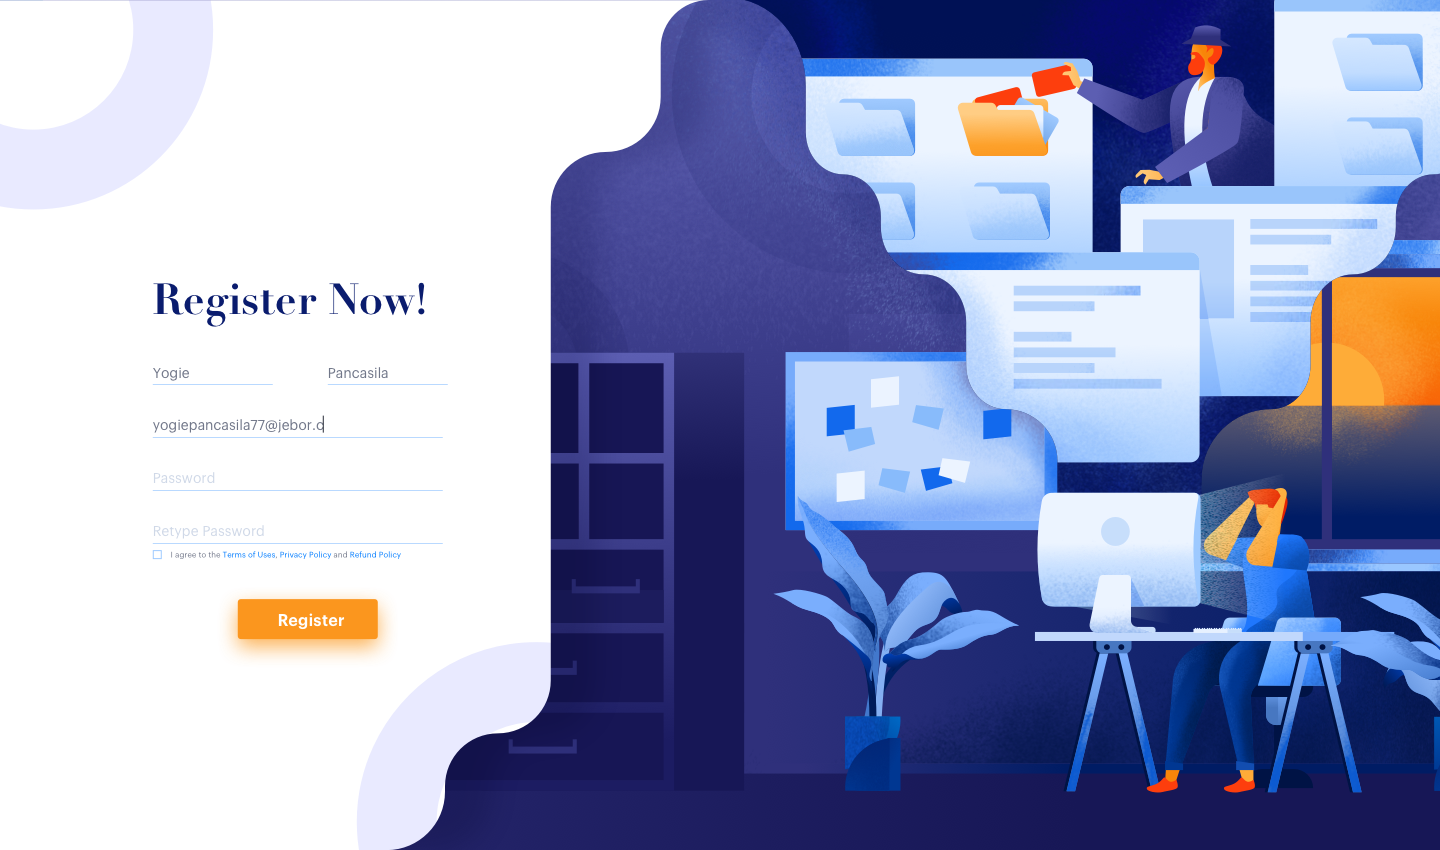 Register Now!
Yogie Pancasila
yogiepancasila77@jebor.d
Password
Retype Password
I agree to the Terms of Uses, Privacy Policy and Refund Policy
Register